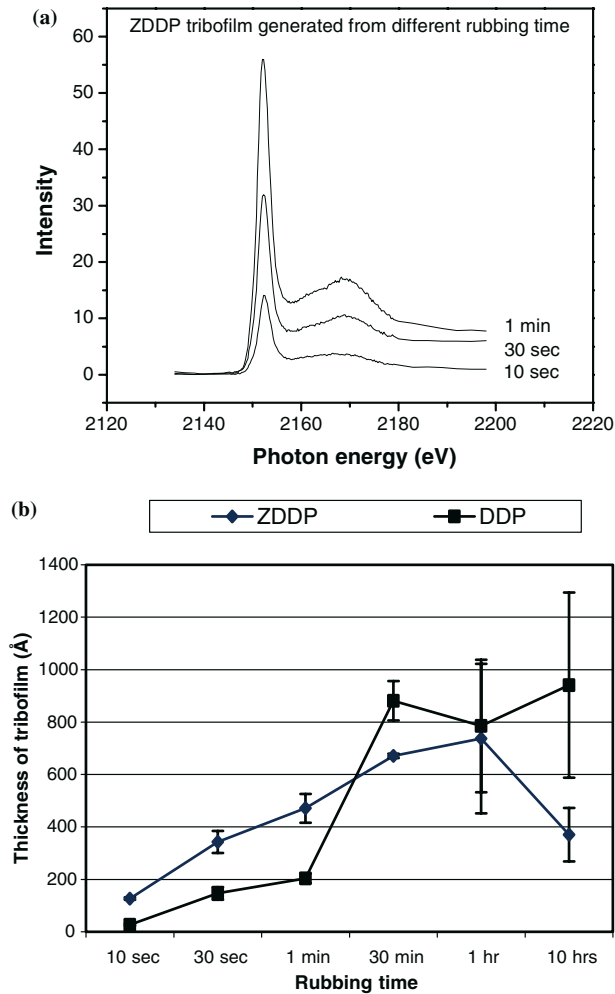 (a)
ZDDP tribofilm generated from different rubbing time
60
50
40
30
20
10
0
Intensity
1 min
30 sec
10 sec
2120 2140 2160 2180 2200 2220
Photon energy (eV)
(b)
ZDDP DDP
1400
1200
1000
800
600
400
200
0
Thickness of tribofilm (Å)
10 sec 30 sec 1 min 30 min 1 hr 10 hrs
Rubbing time